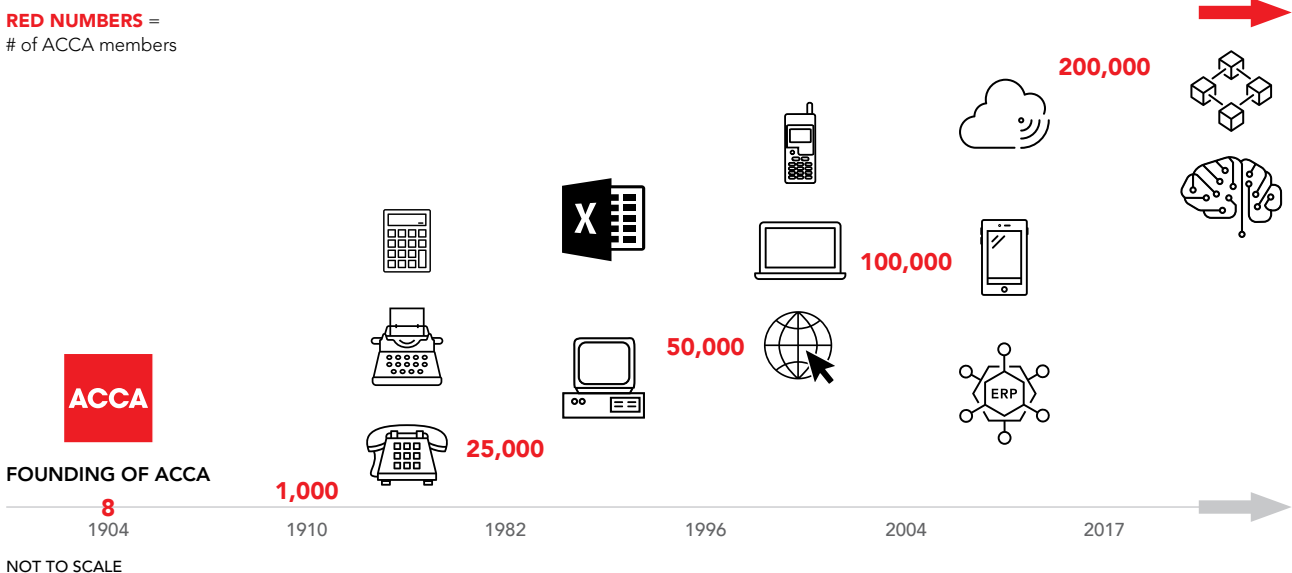 RED NUMBERS =
# of ACCA members
200,000
X
100,000
50,000
ERP
ACCA
25,000
FOUNDING OF ACCA
1,000
8
1904
1910
1982
1996
2004
2017
NOT TO SCALE